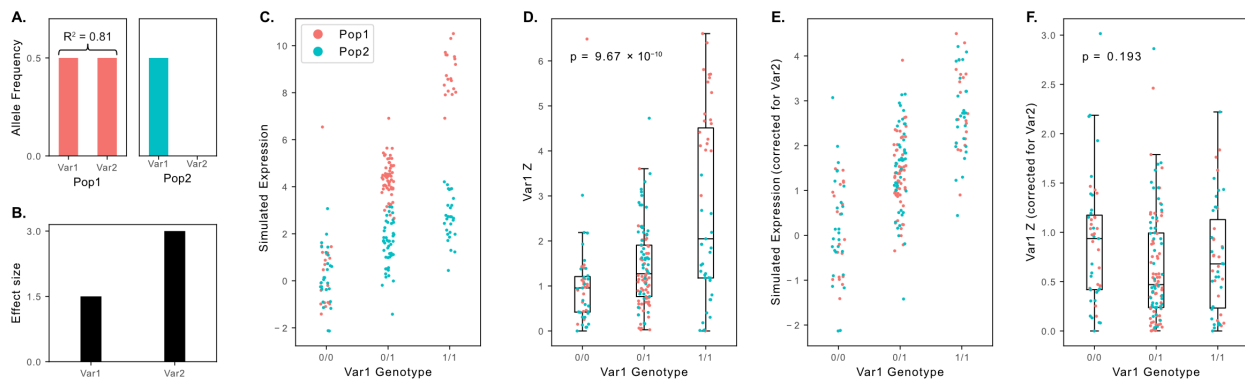 A.
R² = 0.81
Allele Frequency
0.5
0.0
Var1
Var2
Pop1
Var1
Var2
Pop2
B.
Effect size
3.0
1.5
0.0
Var1
Var2
C.
Pop1
Pop2
Simulated Expression
10
8
6
4
2
0
− 2
0/0
0/1
1/1
Var1 Genotype
D.
p = 9.67 × 10⁻¹⁰
Var1 Z
6
5
4
3
2
1
0
0/0
0/1
1/1
Var1 Genotype
E.
Simulated Expression (corrected for Var2)
4
3
2
1
0
− 1
− 2
0/0
0/1
1/1
Var1 Genotype
F.
p = 0.193
Var1 Z (corrected for Var2)
3.0
2.5
2.0
1.5
1.0
0.5
0.0
0/0
0/1
1/1
Var1 Genotype